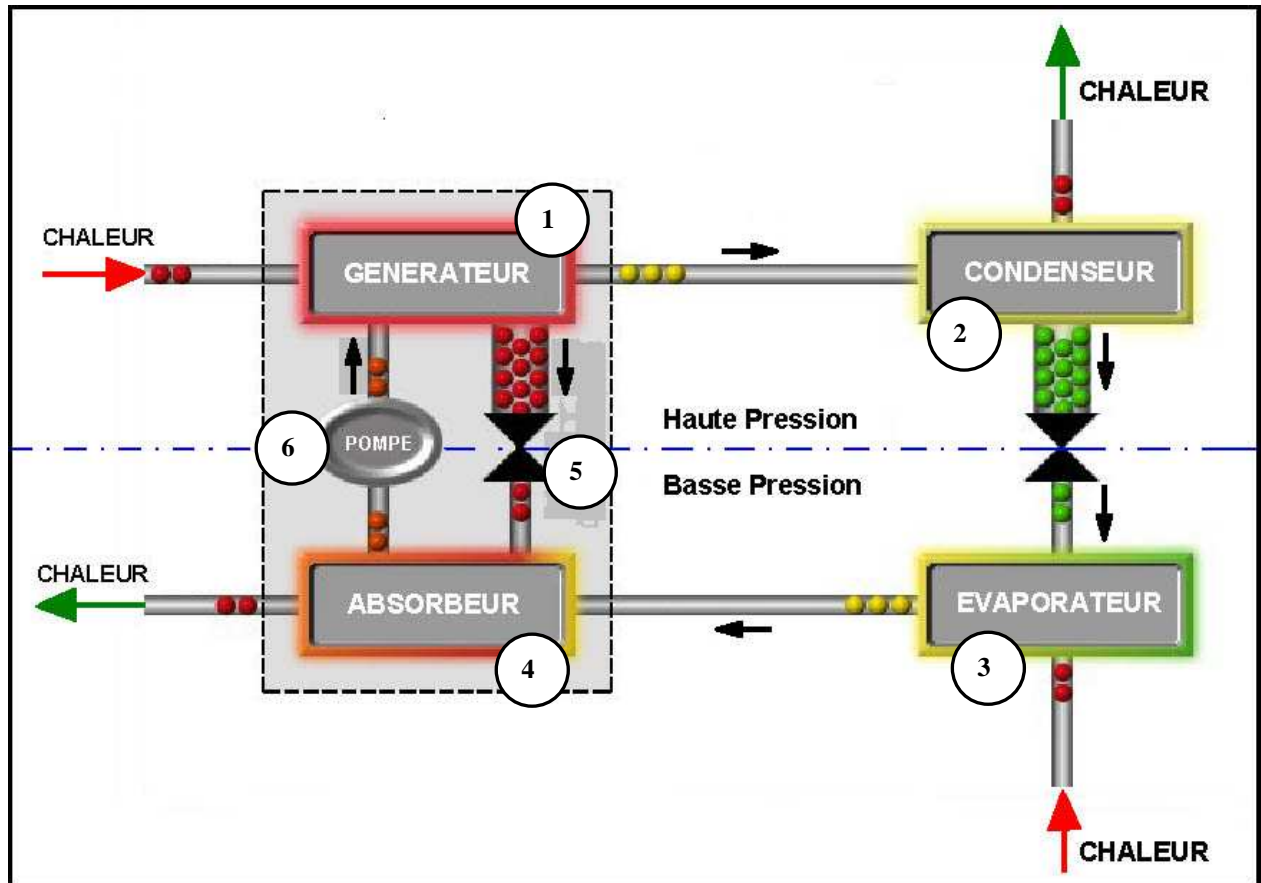 CHALEUR
1
CHALEUR
GENERATEUR
CONDENSEUR
2
Haute Pression
6
POMPE
5
Basse Pression
CHALEUR
ABSORBEUR
EVAPORATEUR
4
3
CHALEUR